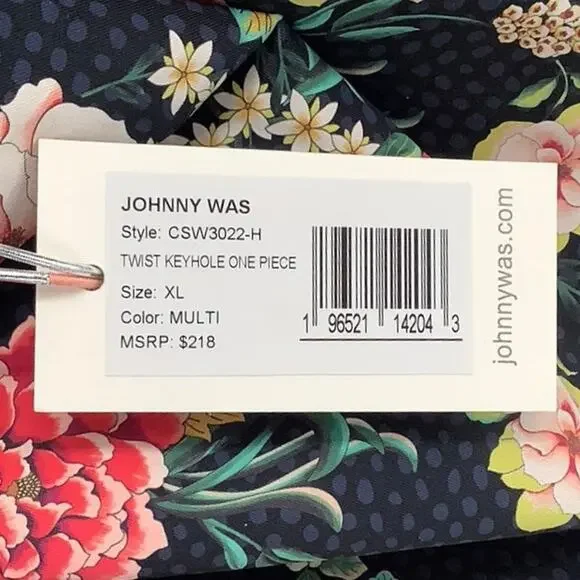 JOHNNY WAS
Style: CSW3022-H
TWIST KEYHOLE ONE PIECE
Size: XL
Color: MULTI
MSRP: $218
1 96521 14204 3
johnnywas.com